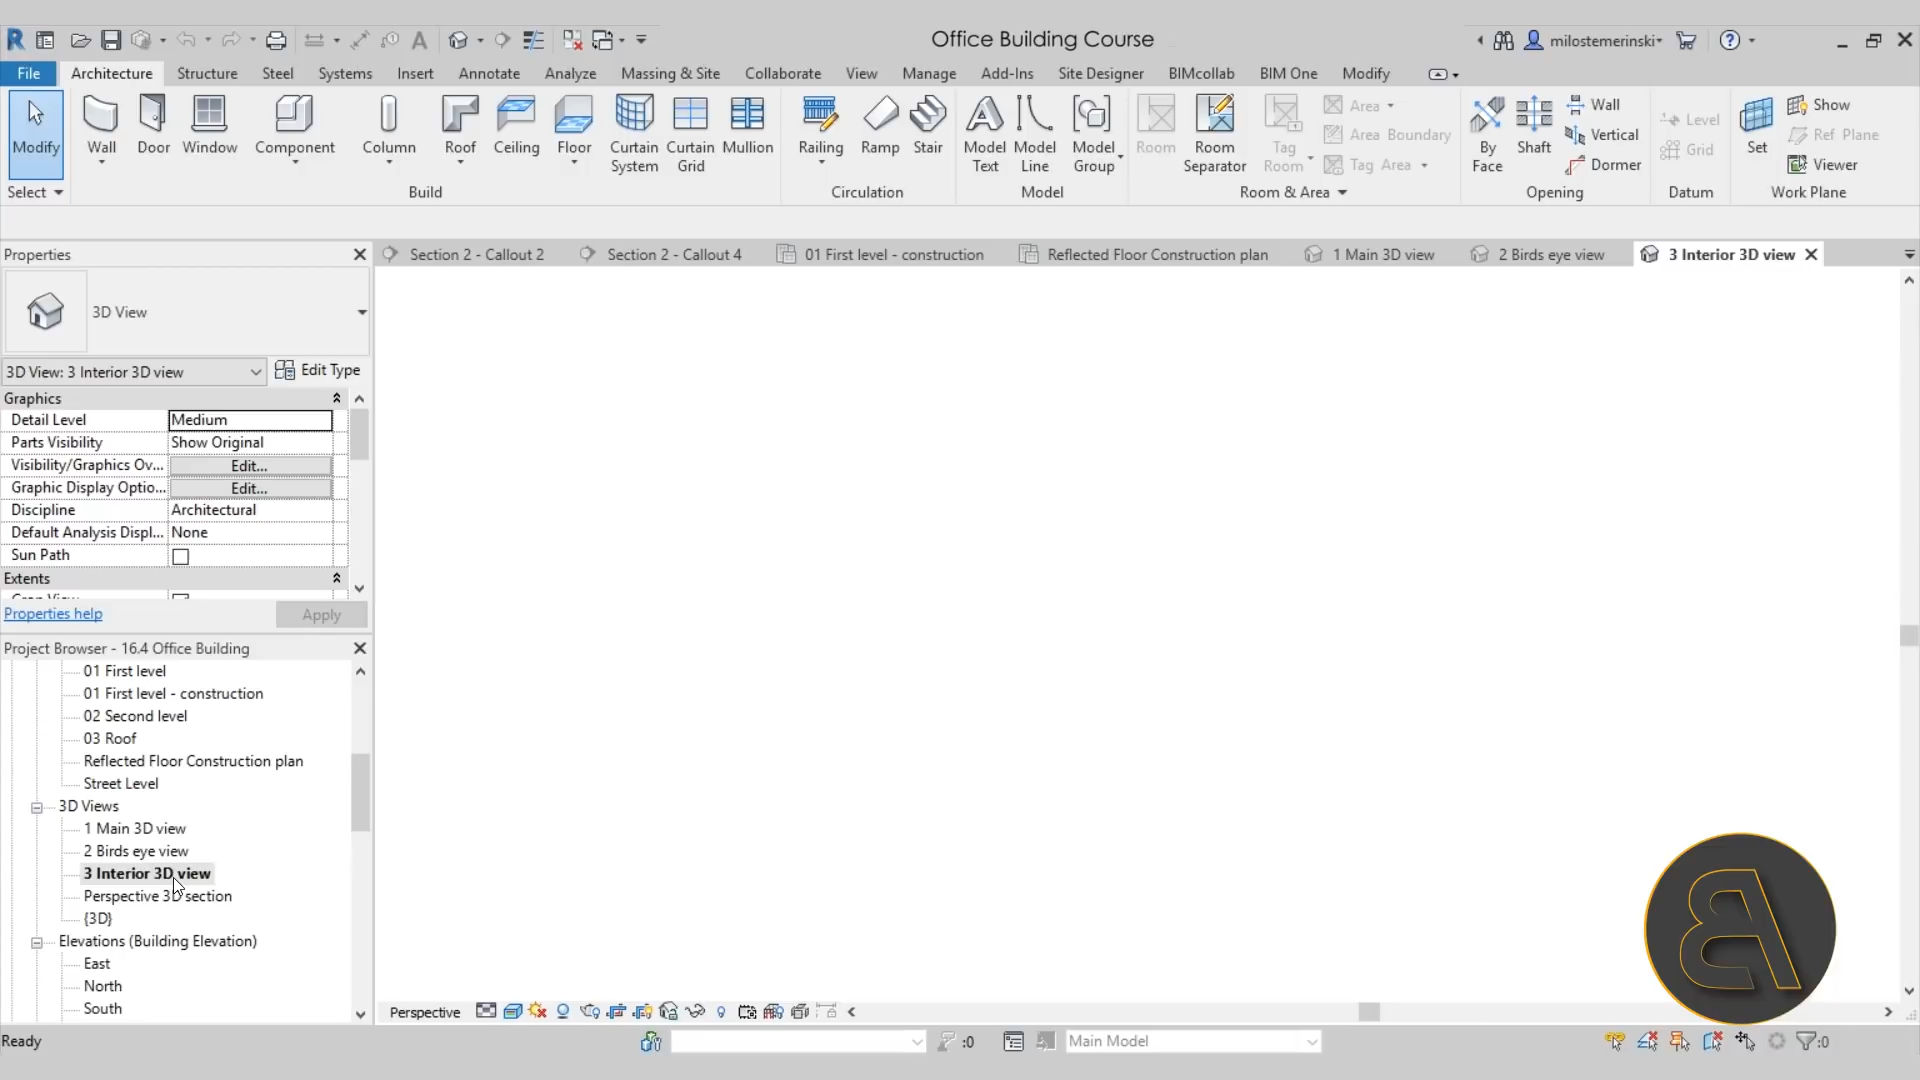 Office Building Course
milostemerinski
File Architecture Structure Steel Systems Insert Annotate Analyze Massing & Site Collaborate View Manage Add-Ins Site Designer BIMcollab BIM One Modify
Modify
Wall Door Window Component Column Roof Ceiling Floor Curtain System Curtain Grid Mullion
Railing Ramp Stair
Model Text Model Line Model Group
Room Room Separator Tag Room Area Area Boundary Tag Area
By Face Shaft Wall Vertical Dormer
Level Grid
Set Show Ref Plane Viewer
Select Build Circulation Model Room & Area Opening Datum Work Plane
Properties
Section 2 - Callout 2 Section 2 - Callout 4 01 First level - construction Reflected Floor Construction plan 1 Main 3D view 2 Birds eye view 3 Interior 3D view
3D View
3D View: 3 Interior 3D view Edit Type
Graphics
Detail Level Medium
Parts Visibility Show Original
Visibility/Graphics Ov... Edit...
Graphic Display Optio... Edit...
Discipline Architectural
Default Analysis Displ... None
Sun Path
Extents
Properties help Apply
Project Browser - 16.4 Office Building
01 First level
01 First level - construction
02 Second level
03 Roof
Reflected Floor Construction plan
Street Level
3D Views
1 Main 3D view
2 Birds eye view
3 Interior 3D view
Perspective 3D section
{3D}
Elevations (Building Elevation)
East
North
South
Perspective
Ready :0 Main Model :0